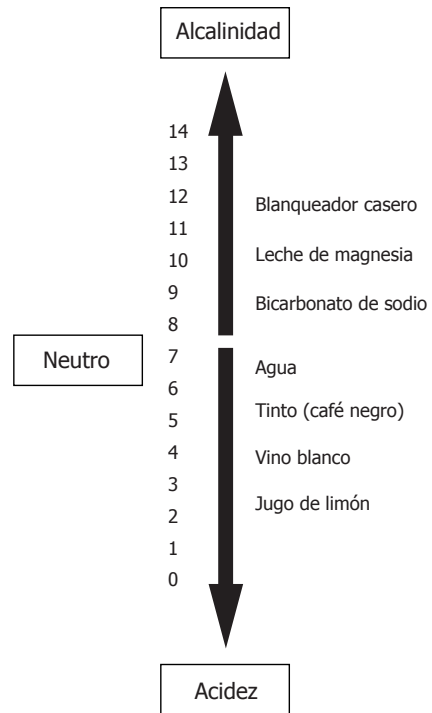 Alcalinidad
14
13
12
Blanqueador casero
11
10
Leche de magnesia
9
Bicarbonato de sodio
8
Neutro
7
Agua
6
5
Tinto (café negro)
4
Vino blanco
3
2
Jugo de limón
1
0
Acidez